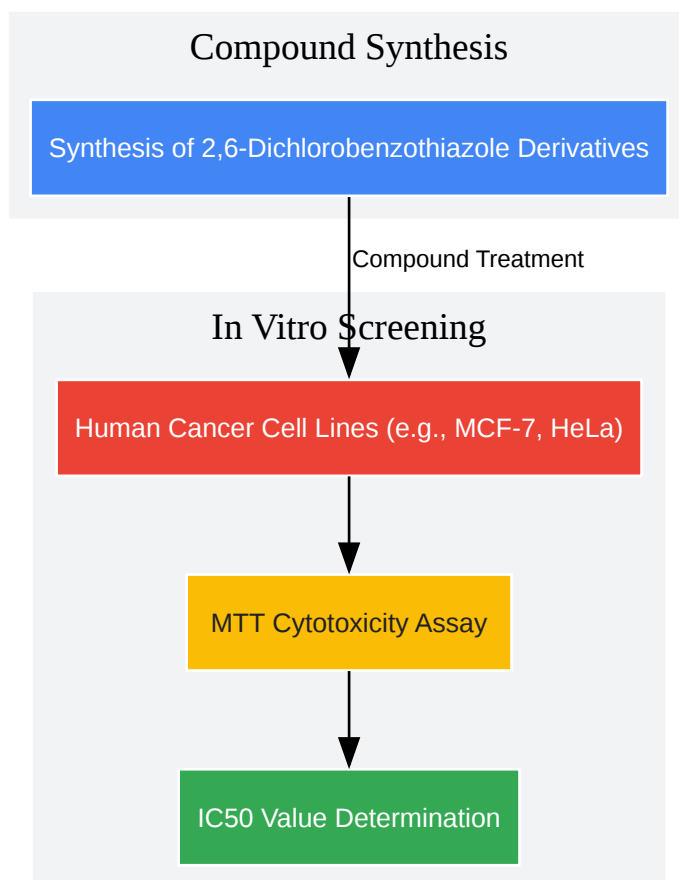 Compound Synthesis
Synthesis of 2,6-Dichlorobenzothiazole Derivatives
Compound Treatment
In Vitro Screening
Human Cancer Cell Lines (e.g., MCF-7, HeLa)
MTT Cytotoxicity Assay
IC50 Value Determination